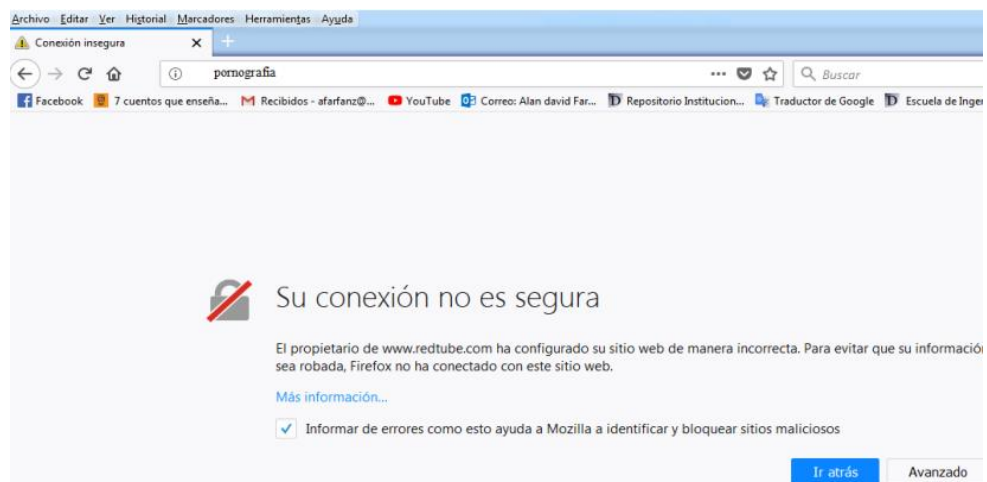 Archivo Editar Ver Historial Marcadores Herramientas Ayuda
Conexión insegura
pornografia
Buscar
Facebook 7 cuentos que enseña... Recibidos - afarfanz@... YouTube Correo: Alan david Far... Repositorio Institucion... Traductor de Google Escuela de Inger
Su conexión no es segura
El propietario de www.redtube.com ha configurado su sitio web de manera incorrecta. Para evitar que su información
sea robada, Firefox no ha conectado con este sitio web.
Más información...
Informar de errores como esto ayuda a Mozilla a identificar y bloquear sitios maliciosos
Ir atrás Avanzado